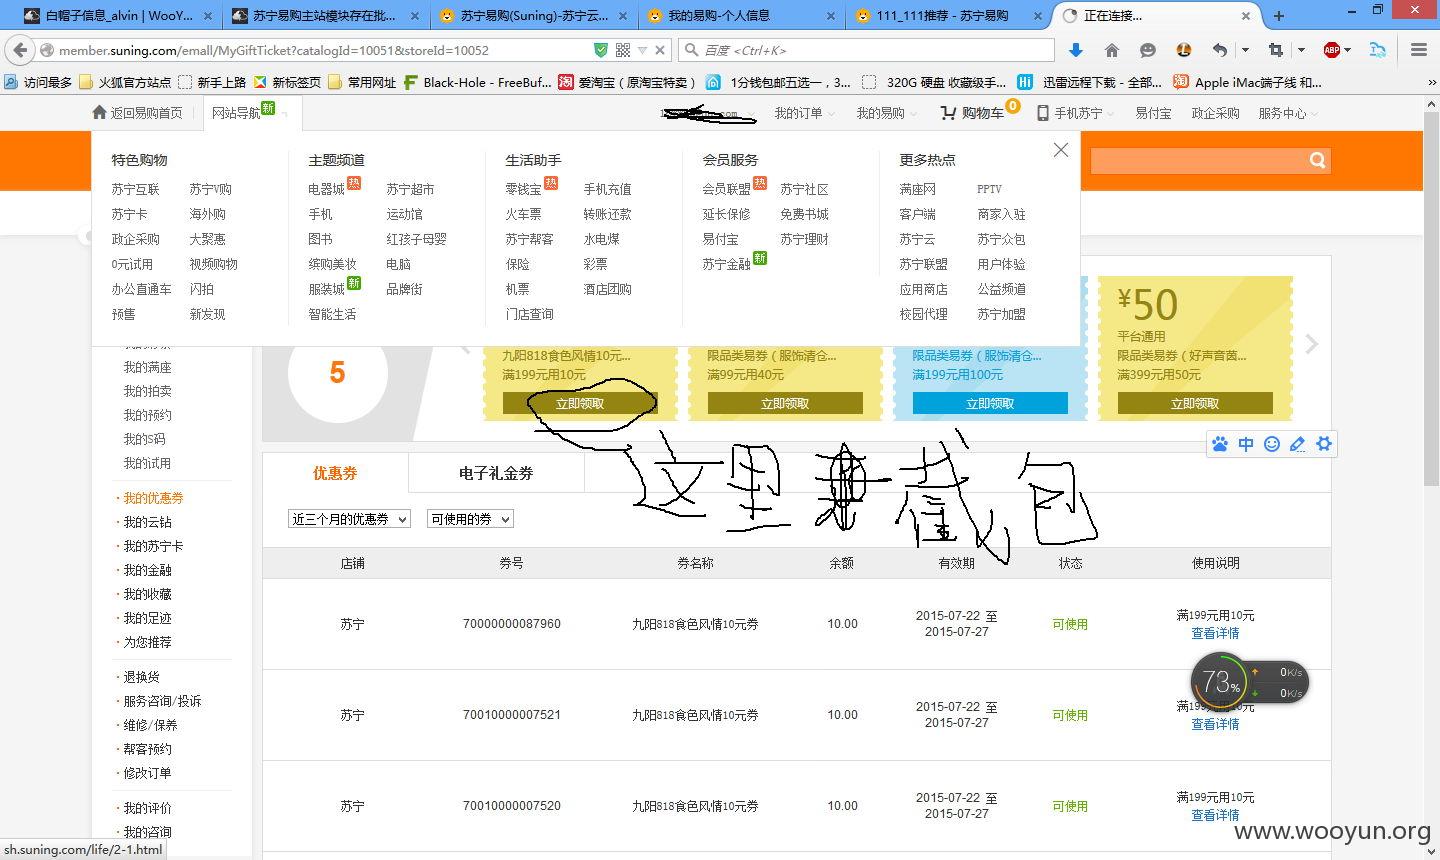 白帽子信息_alvin | WooY...
苏宁易购主站模块存在批...
苏宁易购(Suning)-苏宁云...
我的易购-个人信息
111_111推荐 - 苏宁易购
正在连接...
member.suning.com/emall/MyGiftTicket?catalogId=10051&storeId=10052
百度 <Ctrl+K>
访问最多 火狐官方站点 新手上路 新标签页 常用网址 Black-Hole - FreeBuf... 爱淘宝（原淘宝特卖） 1分钱包邮五选一，3... 320G 硬盘 收藏级手... 迅雷远程下载 - 全部... Apple iMac端子线 和...
返回易购首页 网站导航 新 我的订单 我的易购 购物车 0 手机苏宁 易付宝 政企采购 服务中心
特色购物 主题频道 生活助手 会员服务 更多热点
苏宁互联 苏宁V购 电器城 热 苏宁超市 零钱宝 热 手机充值 会员联盟 热 苏宁社区 满座网 PPTV
苏宁卡 海外购 手机 运动馆 火车票 转账还款 延长保修 免费书城 客户端 商家入驻
政企采购 大聚惠 图书 红孩子母婴 苏宁帮客 水电煤 易付宝 苏宁理财 苏宁云 苏宁众包
0元试用 视频购物 缤购美妆 电脑 保险 彩票 苏宁金融 新 苏宁联盟 用户体验
办公直通车 闪拍 服装城 新 品牌街 机票 酒店团购 应用商店 公益频道
预售 新发现 智能生活 门店查询 校园代理 苏宁加盟
¥50
平台通用
5
九阳818食色风情10元... 限品类易券（服饰清仓... 限品类易券（服饰清仓... 限品类易券（好声音茵...
满199元用10元 满99元用40元 满199元用100元 满399元用50元
立即领取 立即领取 立即领取 立即领取
我的满座
我的拍卖
我的预约
我的S码
我的试用
我的优惠券
我的云钻
我的苏宁卡
我的金融
我的收藏
我的足迹
为您推荐
退换货
服务咨询/投诉
维修/保养
帮客预约
修改订单
我的评价
我的咨询
中
这里 截包
优惠券 电子礼金券
近三个月的优惠券 可使用的券
店铺 券号 券名称 余额 有效期 状态 使用说明
苏宁 70000000087960 九阳818食色风情10元券 10.00 2015-07-22 至 2015-07-27 可使用 满199元用10元
查看详情
苏宁 70010000007521 九阳818食色风情10元券 10.00 2015-07-22 至 2015-07-27 可使用 满199元用10元
查看详情
苏宁 70010000007520 九阳818食色风情10元券 10.00 2015-07-22 至 2015-07-27 可使用 满199元用10元
查看详情
73% 0K/s
0K/s
www.wooyun.org
sh.suning.com/life/2-1.html